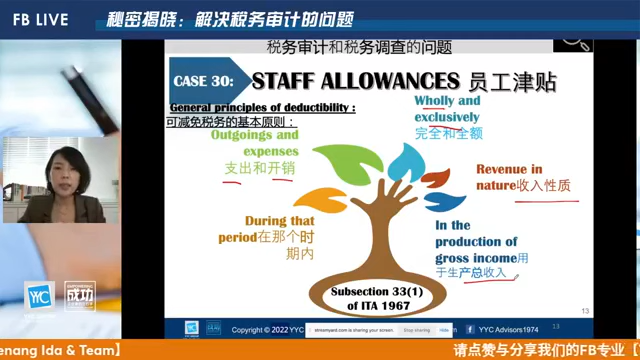 FB LIVE
秘密揭晓：解决税务审计的问题
税务审计和税务调查的问题
CASE 30:
STAFF ALLOWANCES 员工津贴
General principles of deductibility :
可减免税务的基本原则：
Outgoings and
expenses
支出和开销
Wholly and
exclusively
完全和全额
Revenue in
nature收入性质
During that
period在那个时
期内
In the
production of
gross income用
于生产总收入
Subsection 33(1)
of ITA 1967
13
YYC
成功
Copyright © 2022 YYC
streamyard.com is sharing your screen.
Stop sharing
Hide
YYC Advisors1974
13
enang Ida & Team】
请点赞与分享我们的FB专业【